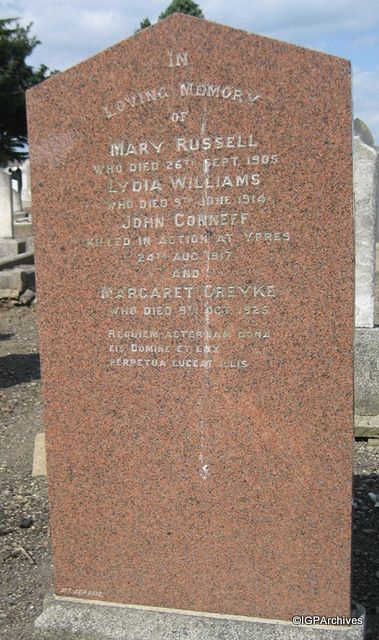 IN
LOVING MEMORY
OF
MARY RUSSELL
WHO DIED 26TH SEPT. 1905
LYDIA WILLIAMS
WHO DIED 9TH JUNE 1914
JOHN CONNEFF
KILLED IN ACTION AT YPRES
24TH AUG. 1917
AND
MARGARET CREYKE
WHO DIED 9TH OCT. 1925
REQUIEM AETERNAM DONA
EIS DOMINE ET LUX
PERPETUA LUCEAT ILLIS
©IGPArchives